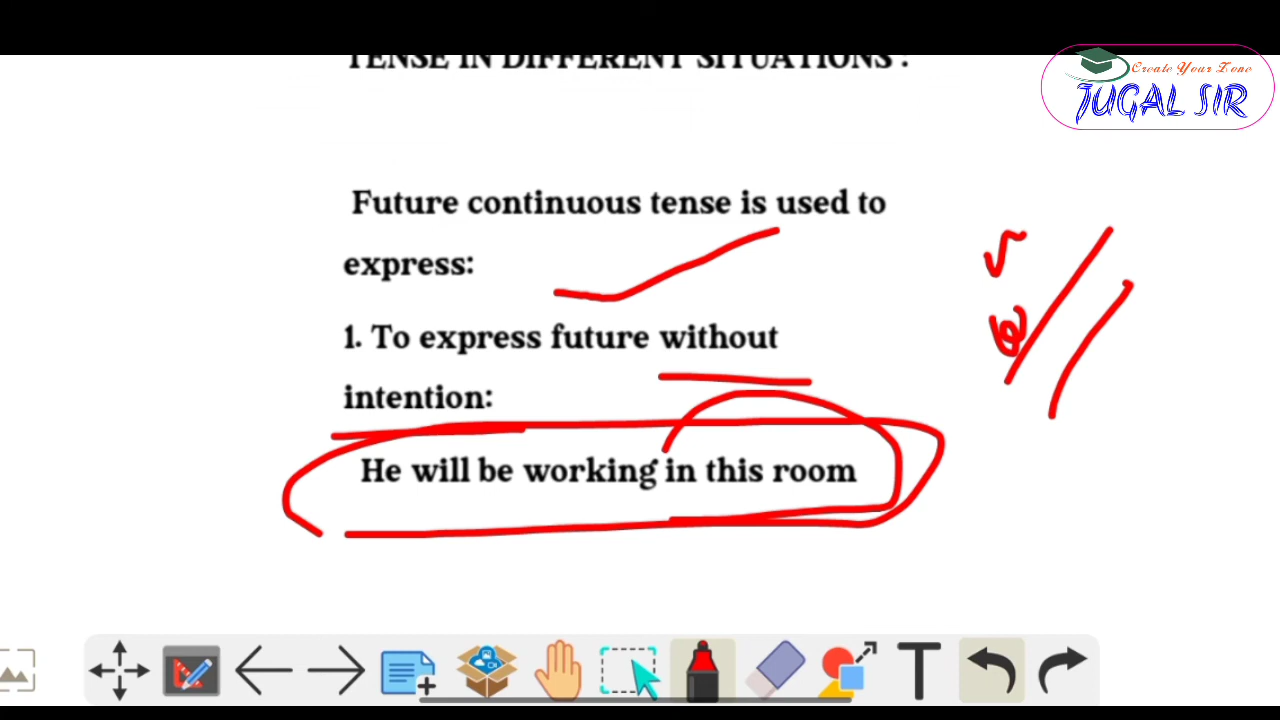 TENSE IN DIFFERENT SITUATIONS :
Create Your Zone
JUGAL SIR
Future continuous tense is used to
express:
1. To express future without
intention:
He will be working in this room
T